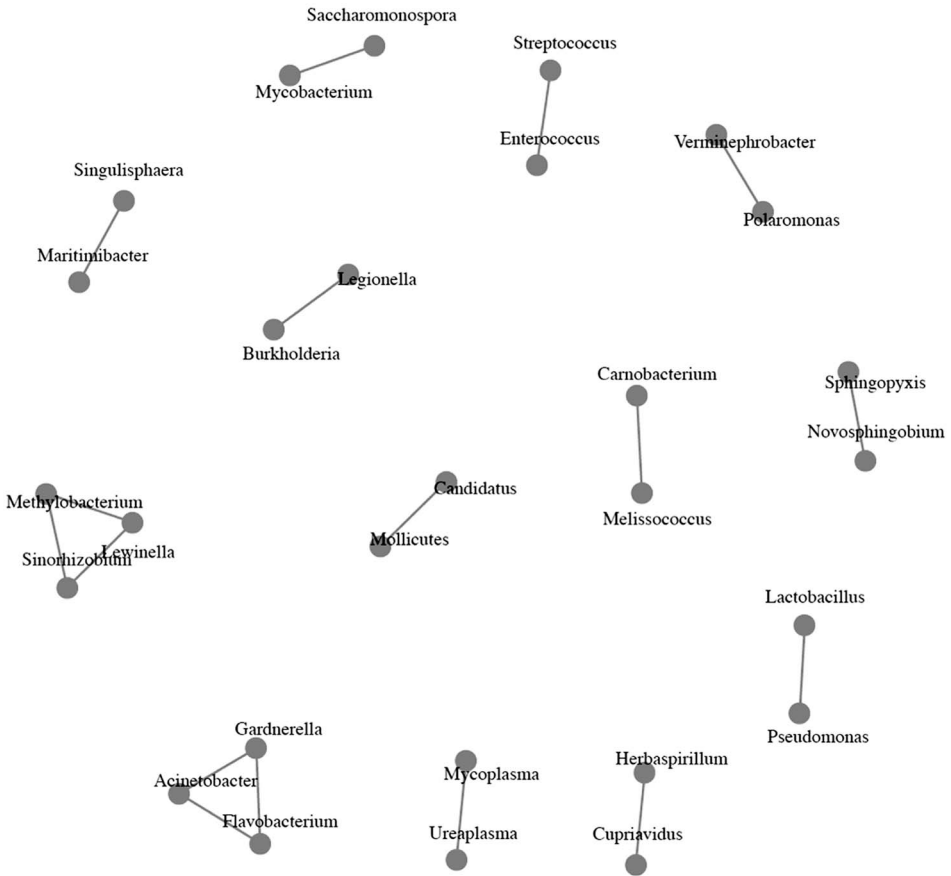 Saccharomonospora
Streptococcus
Mycobacterium
Enterococcus
Verminephrobacter
Singulisphaera
Polaromonas
Maritimibacter
Legionella
Burkholderia
Carnobacterium
Sphingopyxis
Novosphingobium
Candidatus
Methylobacterium
Melissococcus
Mollicutes
Lewinella
Sinorhizobium
Lactobacillus
Gardnerella
Pseudomonas
Herbaspirillum
Mycoplasma
Acinetobacter
Flavobacterium
Ureaplasma
Cupriavidus